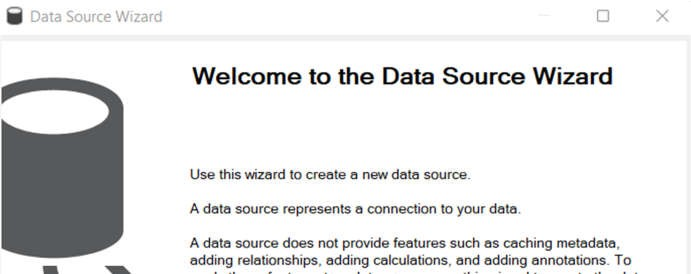 Data Source Wizard
Welcome to the Data Source Wizard
Use this wizard to create a new data source.
A data source represents a connection to your data.
A data source does not provide features such as caching metadata,
adding relationships, adding calculations, and adding annotations. To